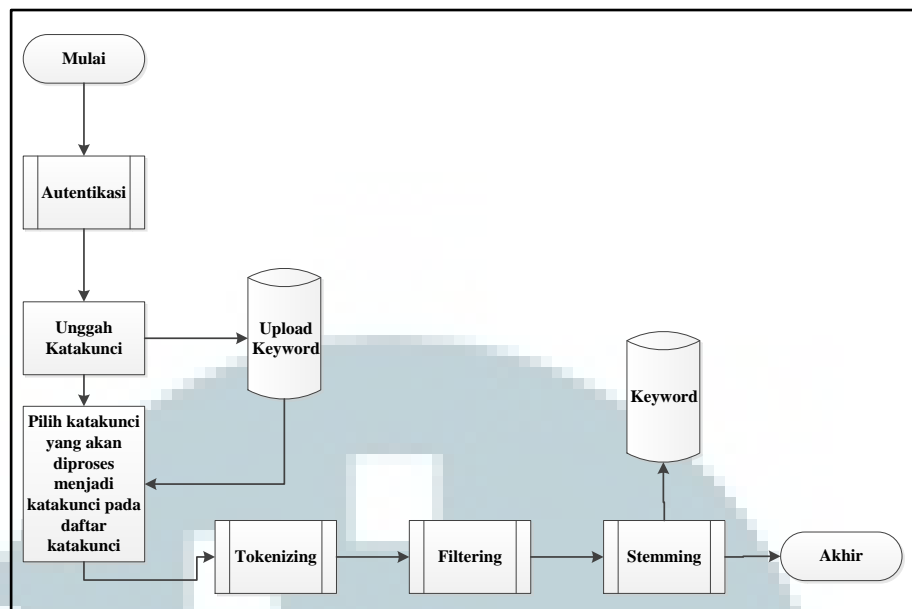 Mulai
Autentikasi
Unggah
Katakunci
Upload
Keyword
Pilih katakunci
yang akan
diproses
menjadi
katakunci pada
daftar
katakunci
Tokenizing
Filtering
Stemming
Keyword
Akhir